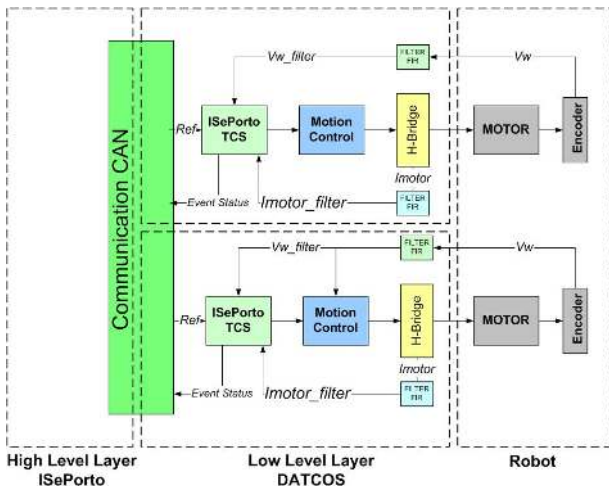 Communication CAN
Vw_filter
FILTER
FIR
Vw
Ref
ISePorto
TCS
Motion
Control
H-Bridge
MOTOR
Encoder
Imotor
Event Status
Imotor_filter
FILTER
FIR
Vw_filter
FILTER
FIR
Vw
Ref
ISePorto
TCS
Motion
Control
H-Bridge
MOTOR
Encoder
Imotor
Event Status
Imotor_filter
FILTER
FIR
High Level Layer
ISePorto
Low Level Layer
DATCOS
Robot